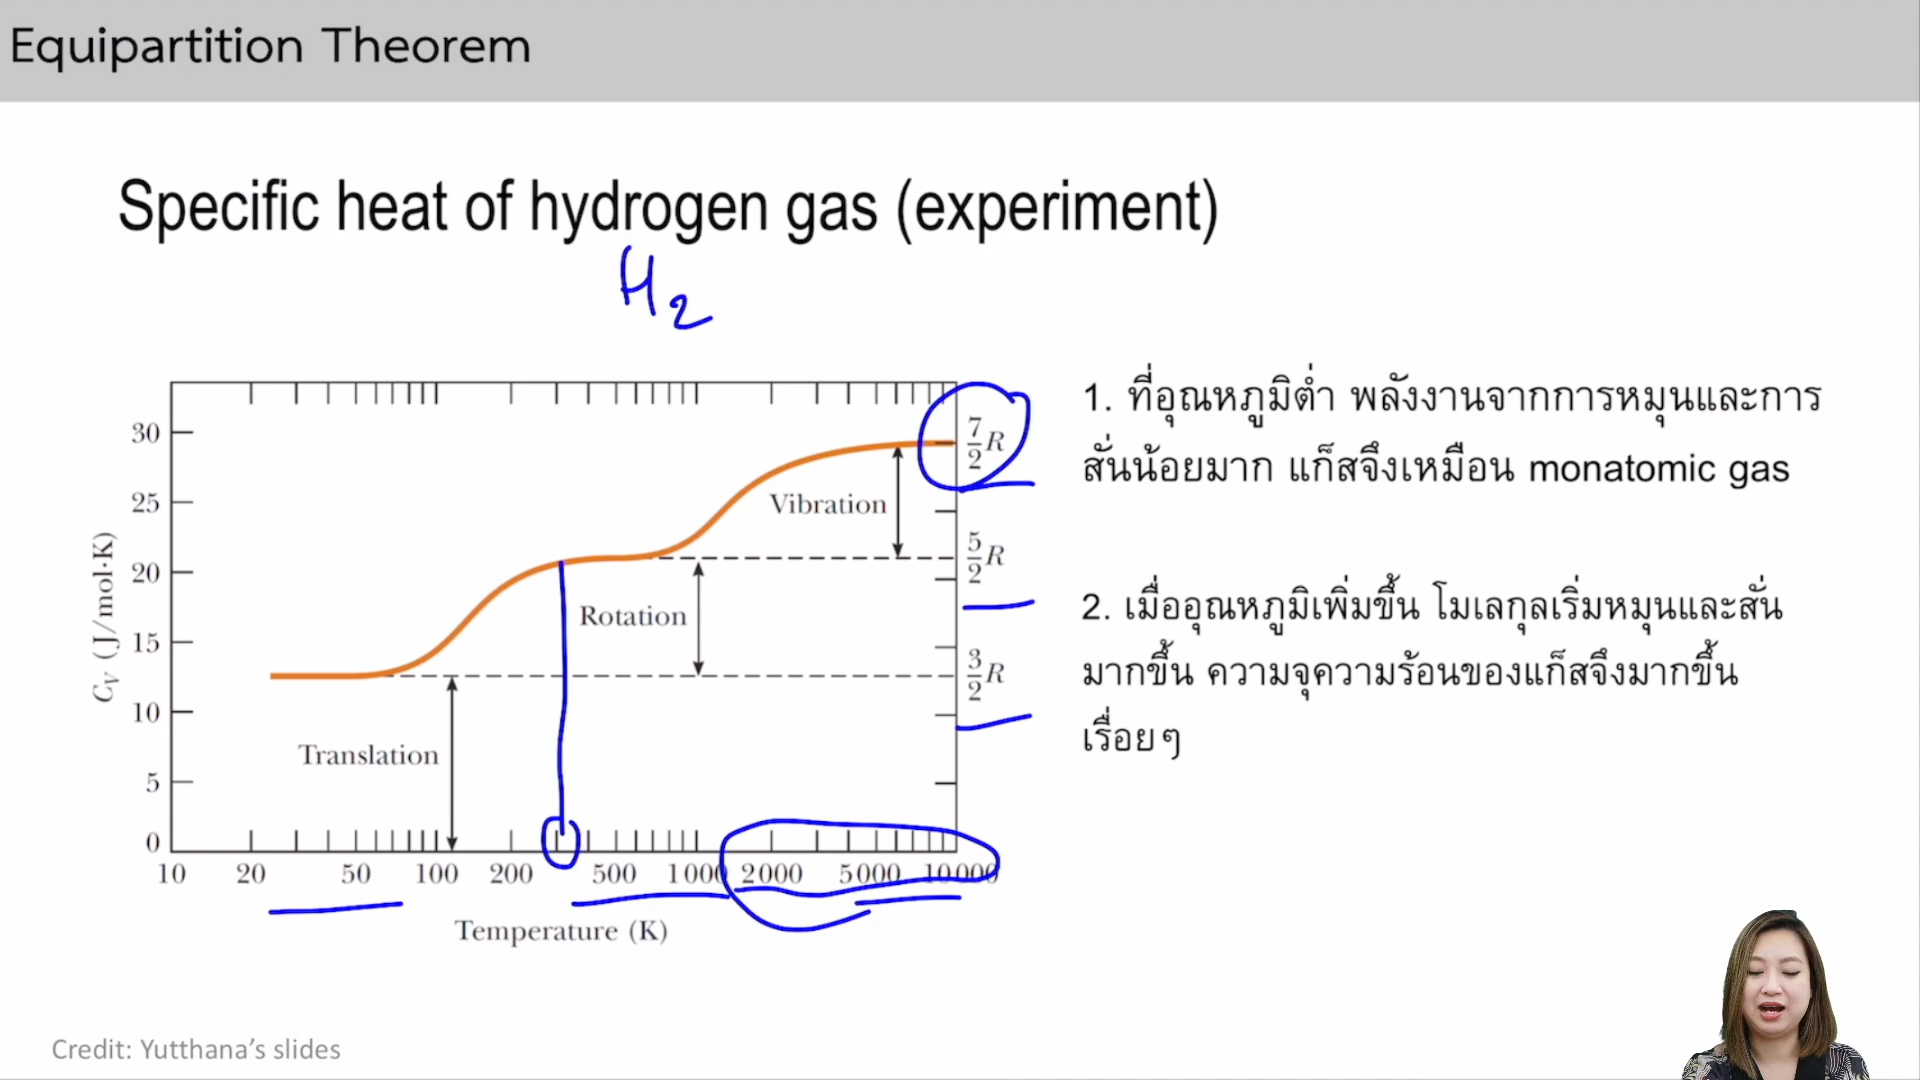 Equipartition Theorem
Specific heat of hydrogen gas (experiment)
H2
30
25
20
15
10
5
0
C_V (J/mol·K)
7/2 R
5/2 R
3/2 R
Vibration
Rotation
Translation
10 20 50 100 200 500 1000 2000 5000 10000
Temperature (K)
1. ที่อุณหภูมิต่ำ พลังงานจากการหมุนและการ
สั่นน้อยมาก แก็สจึงเหมือน monatomic gas
2. เมื่ออุณหภูมิเพิ่มขึ้น โมเลกุลเริ่มหมุนและสั่น
มากขึ้น ความจุความร้อนของแก็สจึงมากขึ้น
เรื่อยๆ
Credit: Yutthana’s slides